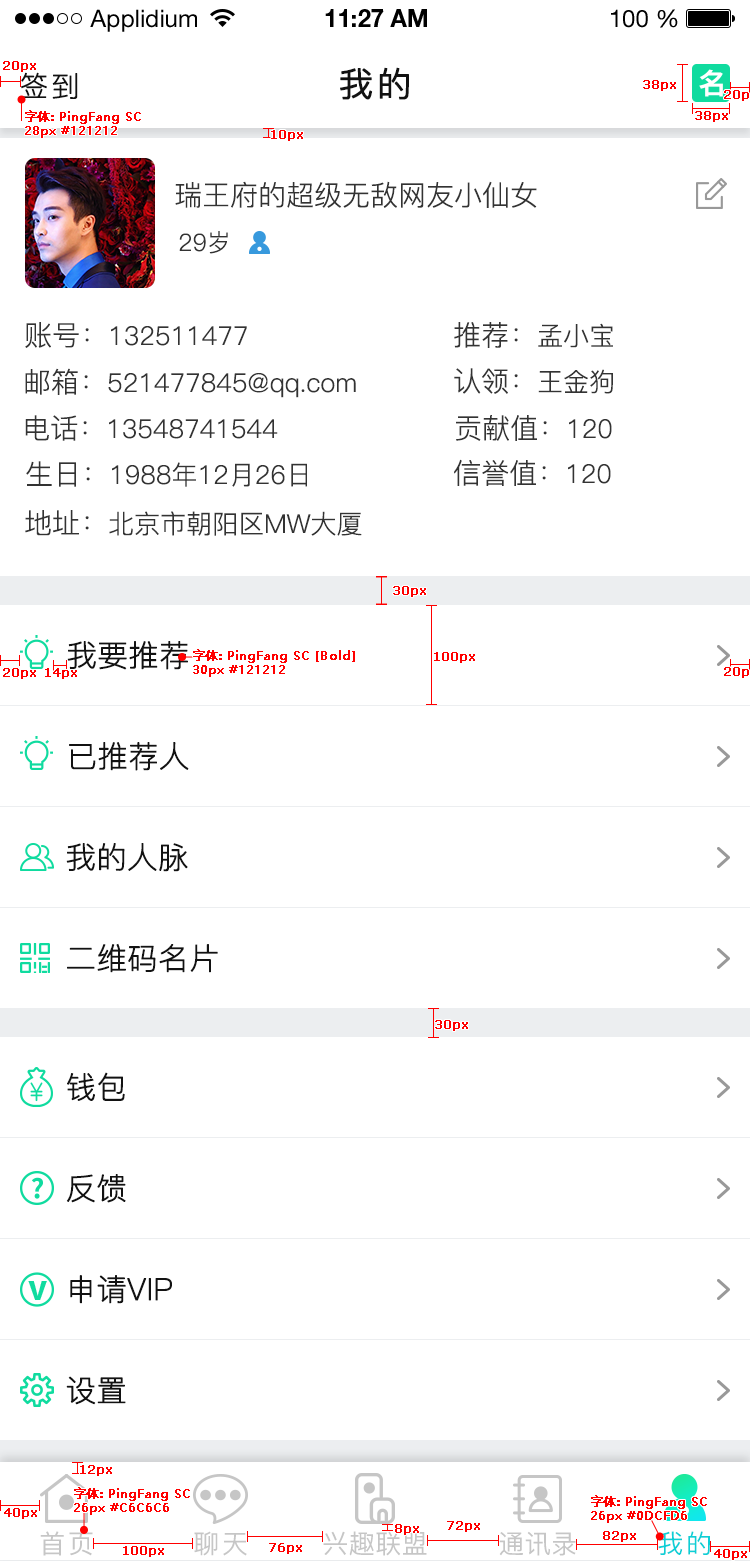 Applidium 11:27 AM 100 %
20px
签到 我的 名
38px
20p
38px
字体: PingFang SC
28px #121212
10px
瑞王府的超级无敌网友小仙女
29岁
账号：132511477 推荐：孟小宝
邮箱：521477845@qq.com 认领：王金狗
电话：13548741544 贡献值：120
生日：1988年12月26日 信誉值：120
地址：北京市朝阳区MW大厦
30px
我要推荐
字体: PingFang SC [Bold]
30px #121212
100px
20px 14px
20p
已推荐人
我的人脉
二维码名片
30px
钱包
反馈
申请VIP
设置
12px
字体: PingFang SC
26px #C6C6C6
字体: PingFang SC
26px #0DCFD6
40px
8px
72px
82px
首页 聊天 兴趣联盟 通讯录 我的
100px
76px
40px